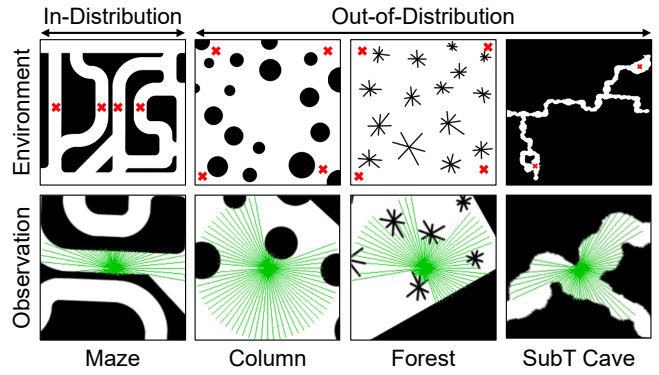 In-Distribution
Out-of-Distribution
Environment
Observation
Maze
Column
Forest
SubT Cave